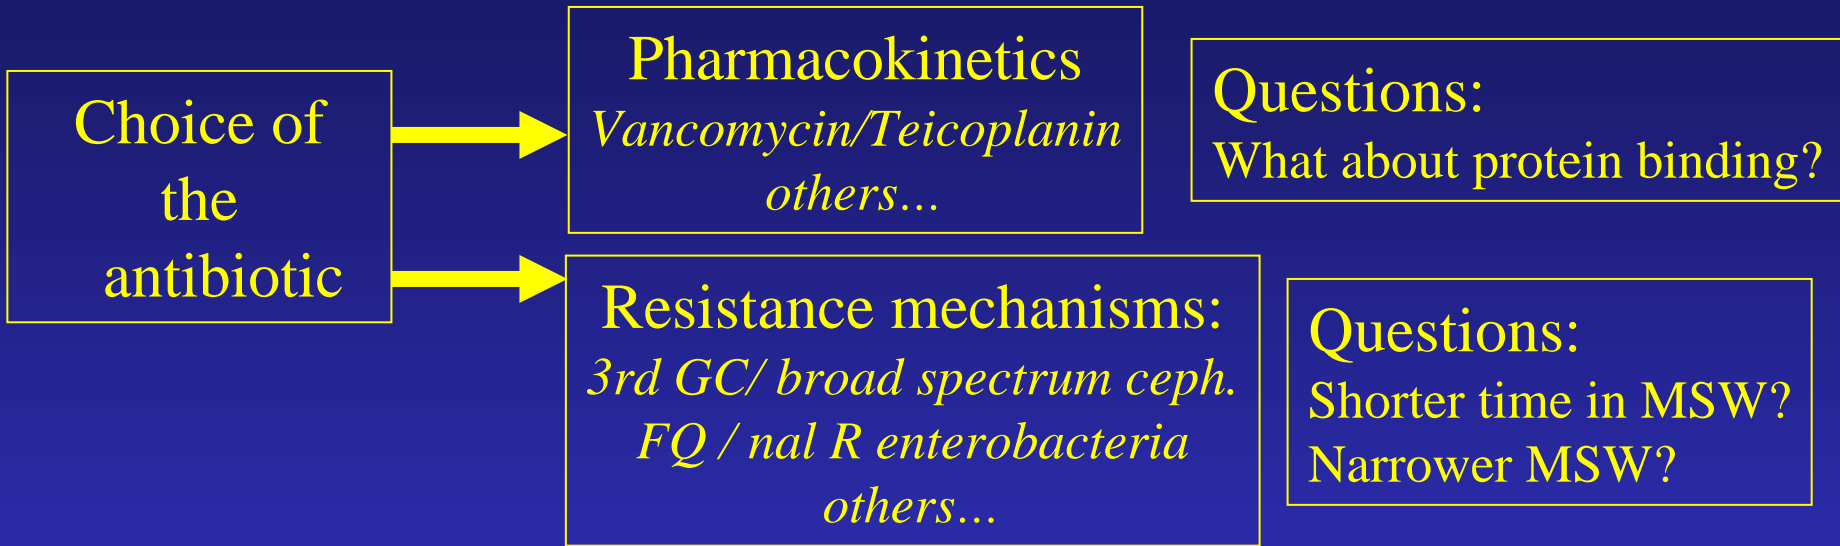 Choice of
the
antibiotic
Pharmacokinetics
Vancomycin/Teicoplanin
others…
Questions:
What about protein binding?
Resistance mechanisms:
3rd GC/ broad spectrum ceph.
FQ / nal R enterobacteria
others…
Questions:
Shorter time in MSW?
Narrower MSW?